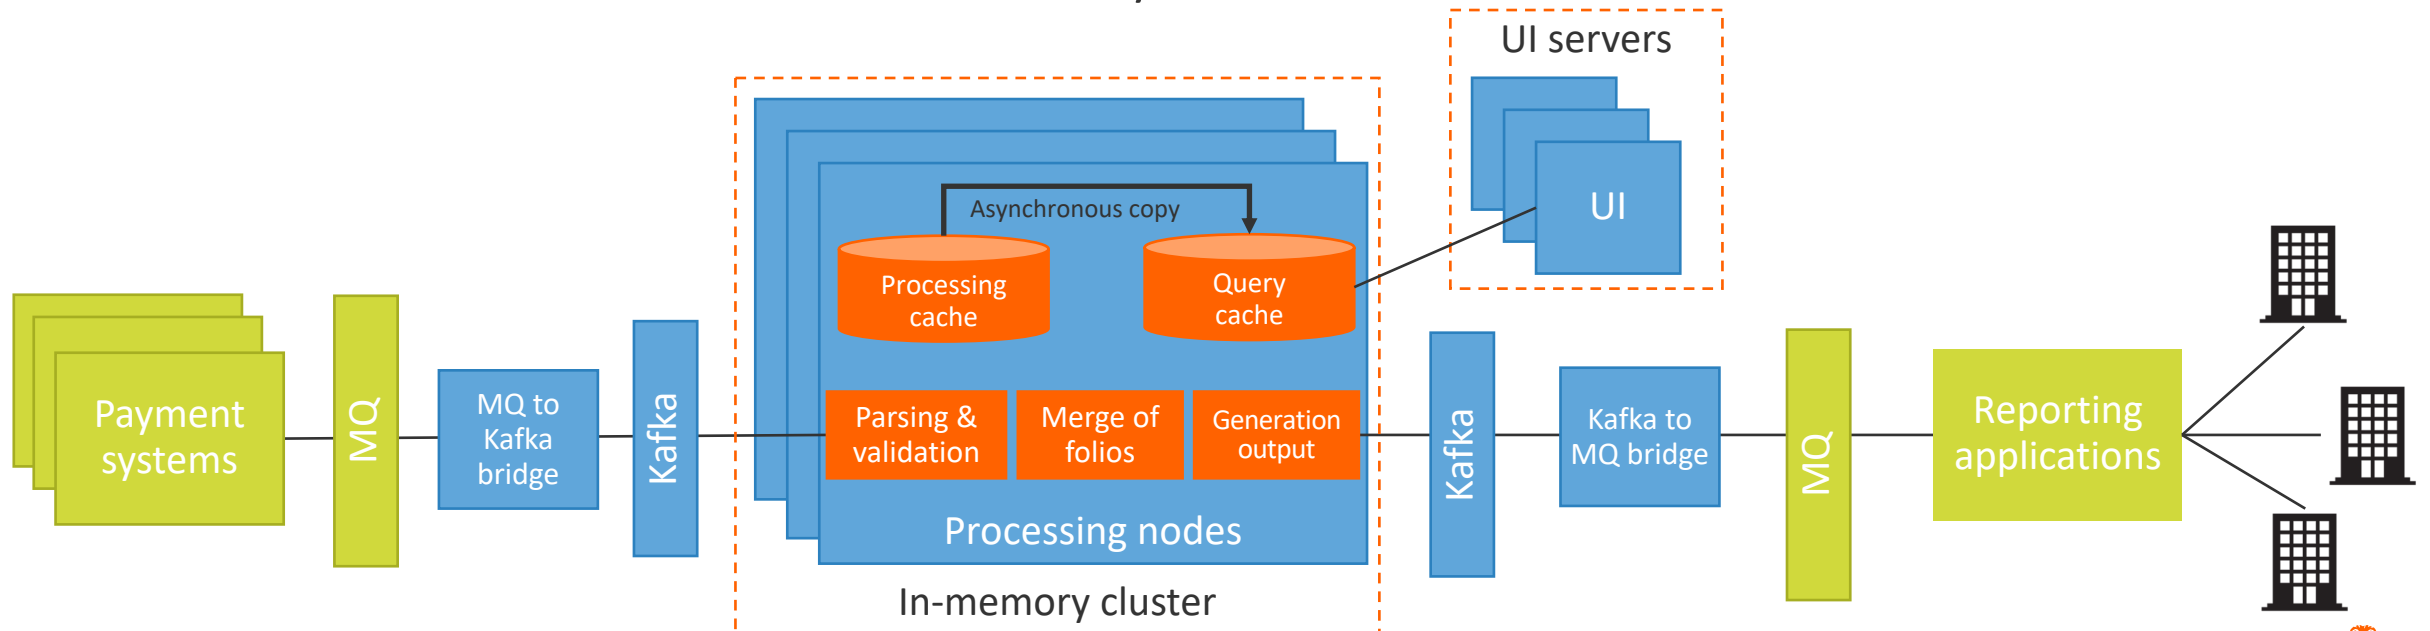 UI servers
UI
Asynchronous copy
Processing
cache
Query
cache
Payment
systems
MQ
MQ to
Kafka
bridge
Kafka
Parsing &
validation
Merge of
folios
Generation
output
Processing nodes
In-memory cluster
Kafka
Kafka to
MQ bridge
MQ
Reporting
applications